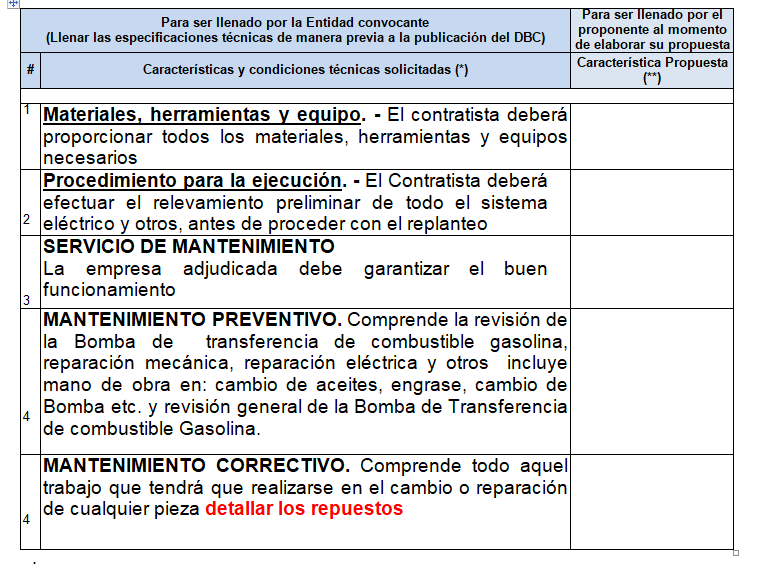 Para ser llenado por la Entidad convocante
(Llenar las especificaciones técnicas de manera previa a la publicación del DBC)
Para ser llenado por el
proponente al momento
de elaborar su propuesta
#
Características y condiciones técnicas solicitadas (*)
Característica Propuesta
(**)
1
Materiales, herramientas y equipo. - El contratista deberá
proporcionar todos los materiales, herramientas y equipos
necesarios
Procedimiento para la ejecución. - El Contratista deberá
efectuar el relevamiento preliminar de todo el sistema
2
eléctrico y otros, antes de proceder con el replanteo
SERVICIO DE MANTENIMIENTO
La empresa adjudicada debe garantizar el buen
funcionamiento
3
MANTENIMIENTO PREVENTIVO. Comprende la revisión de
la Bomba de transferencia de combustible gasolina,
reparación mecánica, reparación eléctrica y otros incluye
mano de obra en: cambio de aceites, engrase, cambio de
Bomba etc. y revisión general de la Bomba de Transferencia
4
de combustible Gasolina.
MANTENIMIENTO CORRECTIVO. Comprende todo aquel
trabajo que tendrá que realizarse en el cambio o reparación
de cualquier pieza detallar los repuestos
4
.